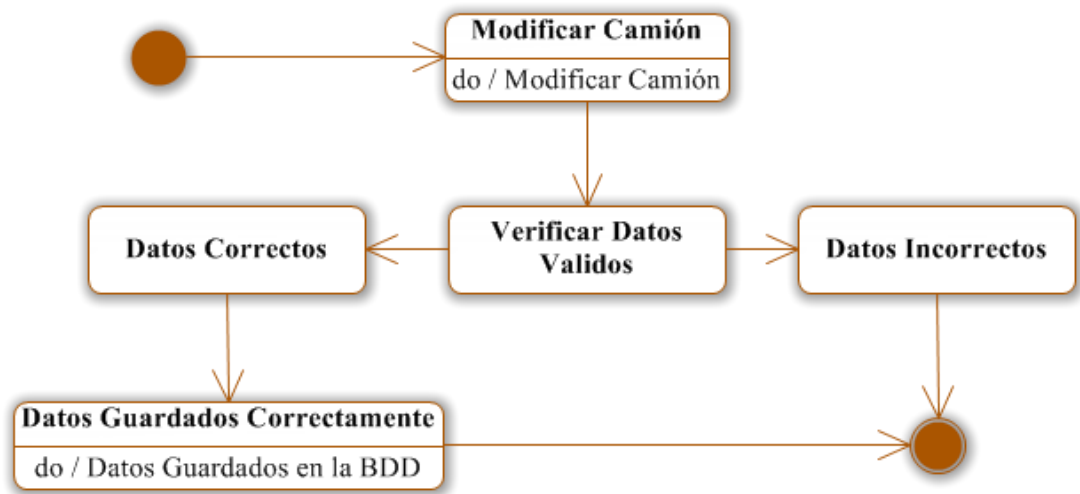 Modificar Camión
do / Modificar Camión
Datos Correctos
Verificar Datos
Validos
Datos Incorrectos
Datos Guardados Correctamente
do / Datos Guardados en la BDD